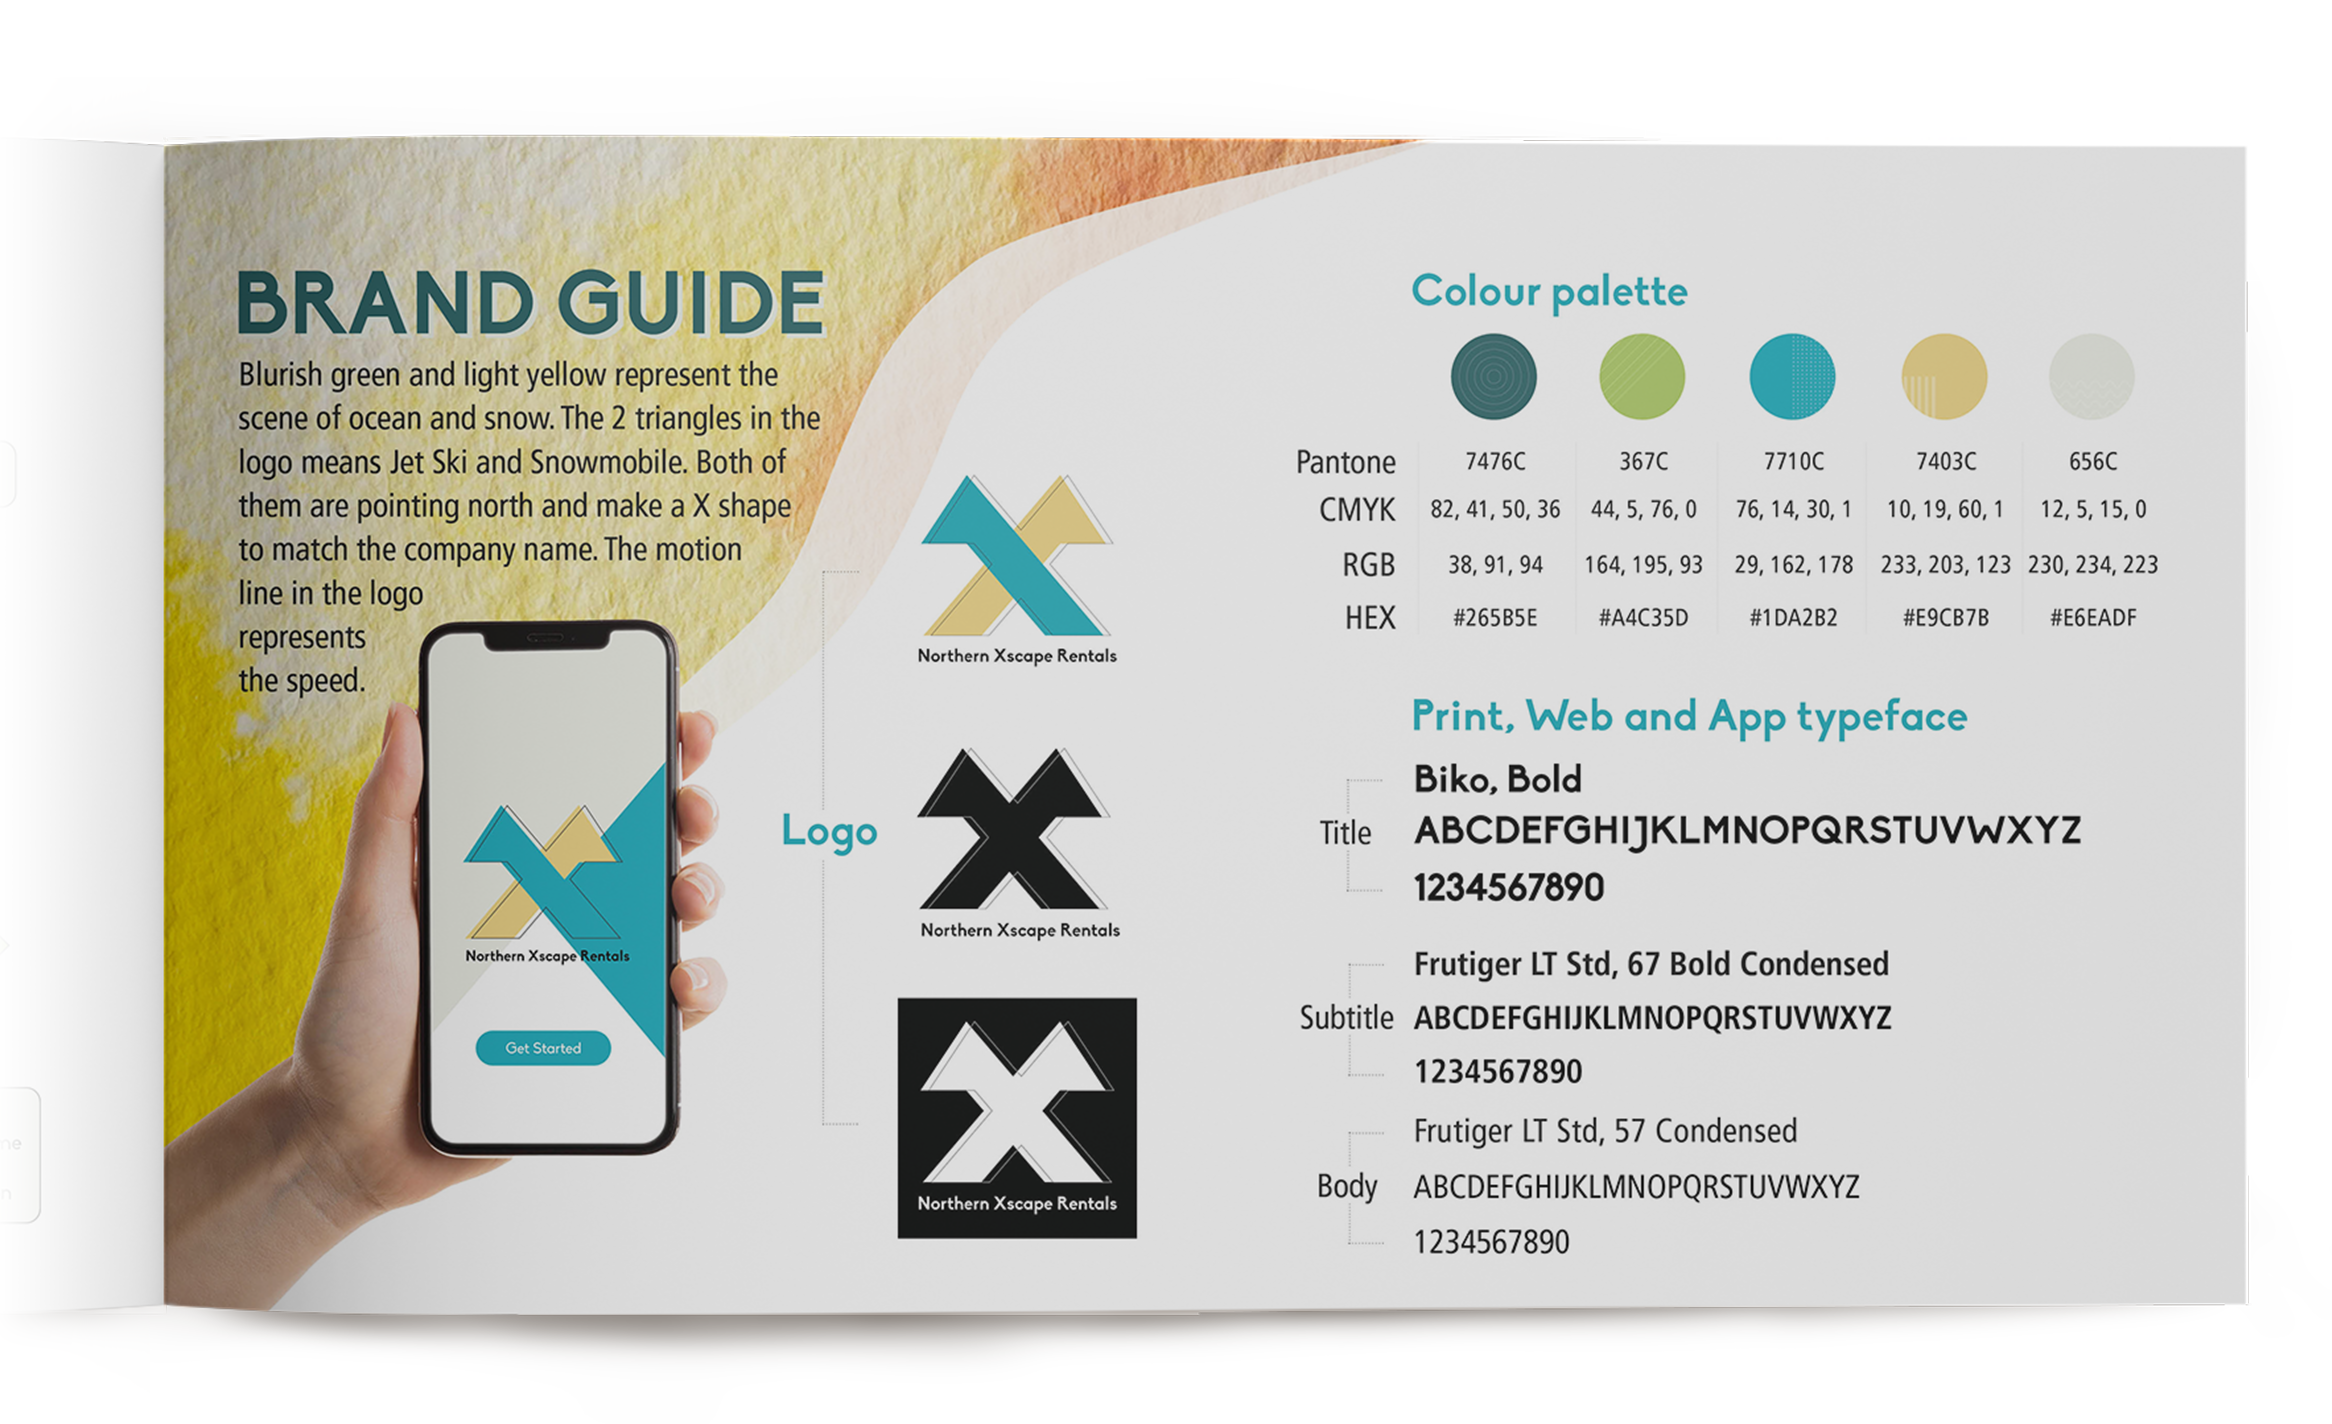 BRAND GUIDE
Blurish green and light yellow represent the
scene of ocean and snow. The 2 triangles in the
logo means Jet Ski and Snowmobile. Both of
them are pointing north and make a X shape
to match the company name. The motion
line in the logo
represents
the speed.
Northern Xscape Rentals
Get Started
Logo
Northern Xscape Rentals
Northern Xscape Rentals
Northern Xscape Rentals
Colour palette
Pantone 7476C 367C 7710C 7403C 656C
CMYK 82, 41, 50, 36 44, 5, 76, 0 76, 14, 30, 1 10, 19, 60, 1 12, 5, 15, 0
RGB 38, 91, 94 164, 195, 93 29, 162, 178 233, 203, 123 230, 234, 223
HEX #265B5E #A4C35D #1DA2B2 #E9CB7B #E6EADF
Print, Web and App typeface
Title
Biko, Bold
ABCDEFGHIJKLMNOPQRSTUVWXYZ
1234567890
Subtitle
Frutiger LT Std, 67 Bold Condensed
ABCDEFGHIJKLMNOPQRSTUVWXYZ
1234567890
Body
Frutiger LT Std, 57 Condensed
ABCDEFGHIJKLMNOPQRSTUVWXYZ
1234567890